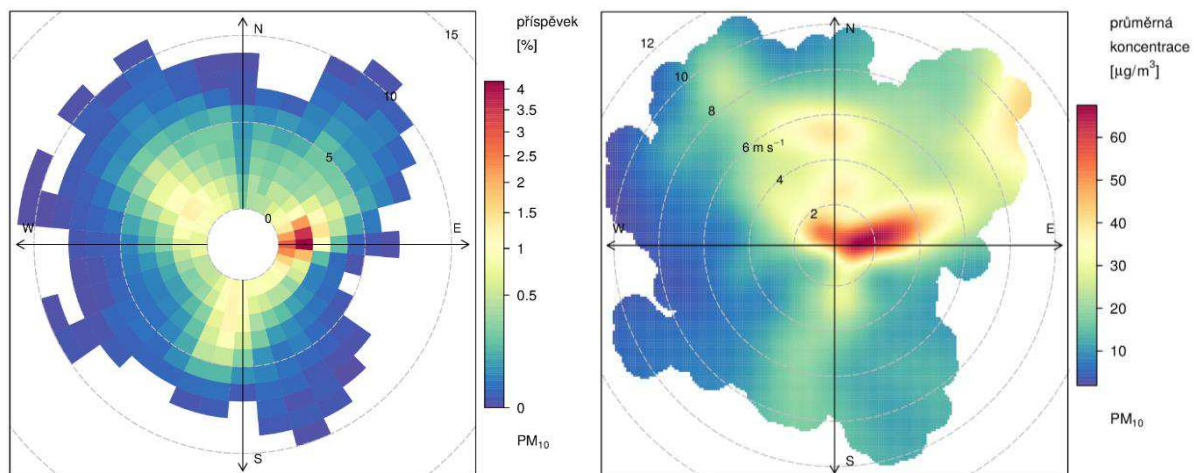 příspěvek
[%]
N
15
10
5
0
W
E
S
4
3.5
3
2.5
2
1.5
1
0.5
0
PM₁₀
průměrná
koncentrace
[μg/m³]
N
12
10
8
6 m s⁻¹
4
2
W
E
S
60
50
40
30
20
10
PM₁₀